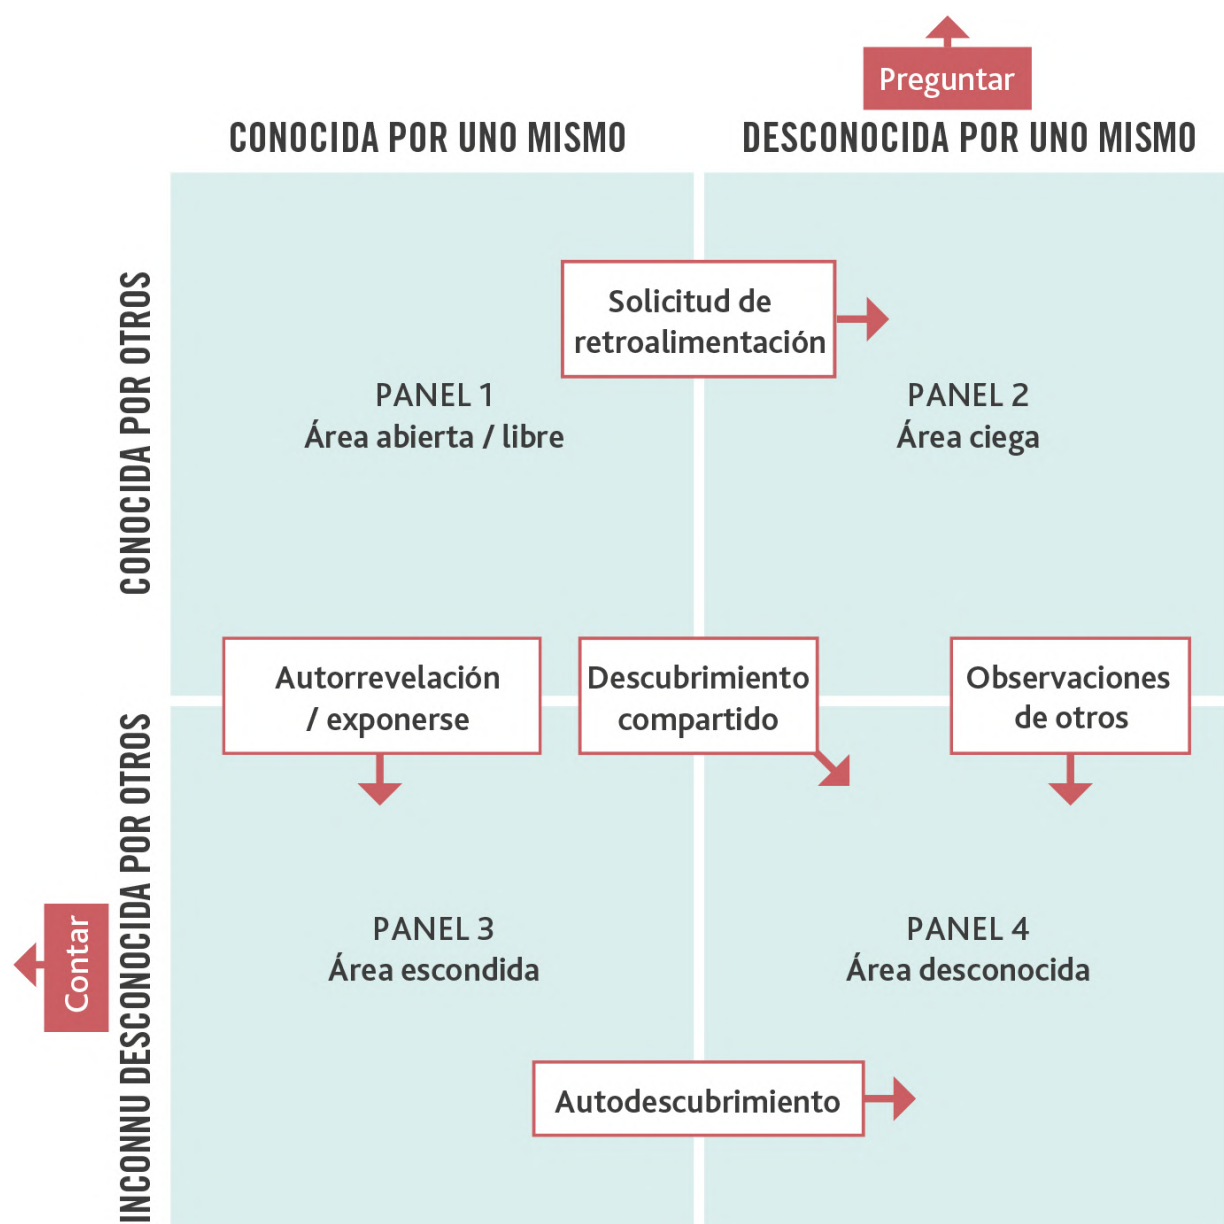 Preguntar
CONOCIDA POR UNO MISMO
DESCONOCIDA POR UNO MISMO
CONOCIDA POR OTROS
Solicitud de
retroalimentación
PANEL 1
Área abierta / libre
PANEL 2
Área ciega
Autorrevelación
/ exponerse
Descubrimiento
compartido
Observaciones
de otros
INCONNU DESCONOCIDA POR OTROS
Contar
PANEL 3
Área escondida
PANEL 4
Área desconocida
Autodescubrimiento